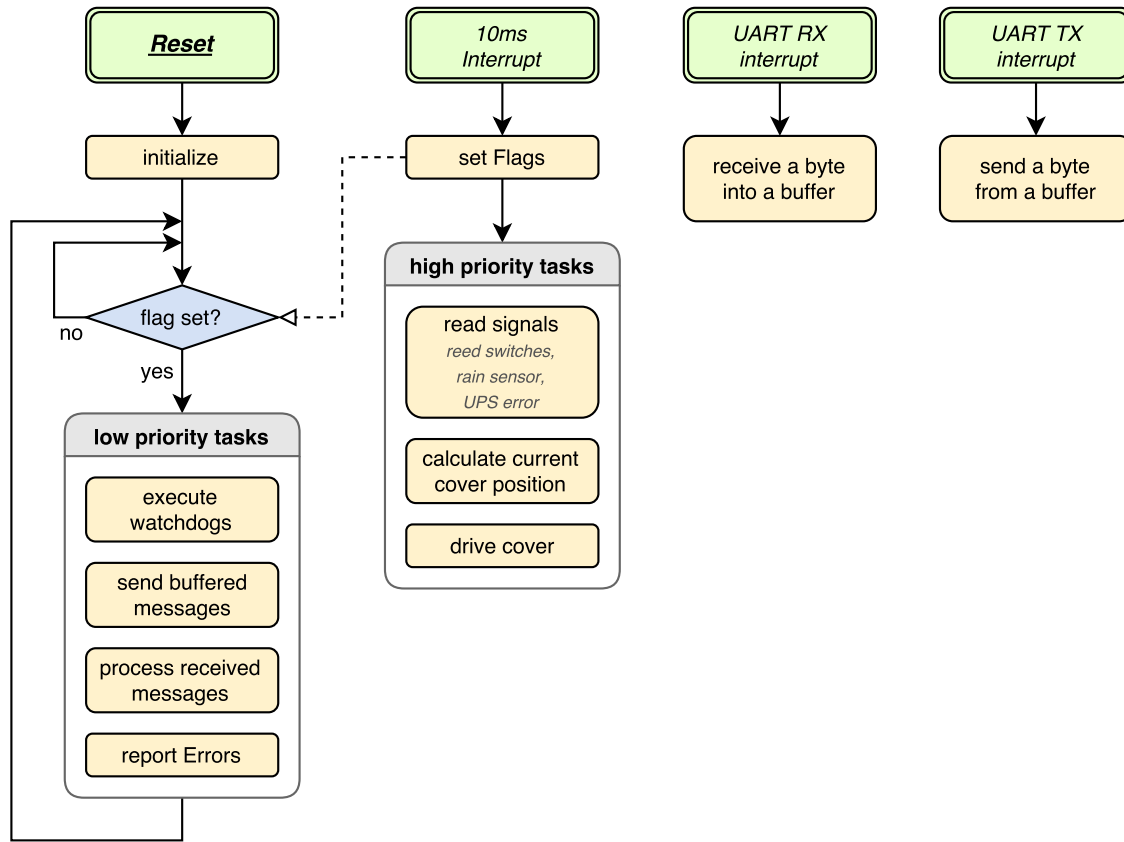 Reset
initialize
flag set?
no
yes
low priority tasks
execute
watchdogs
send buffered
messages
process received
messages
report Errors
10ms
Interrupt
set Flags
high priority tasks
read signals
reed switches,
rain sensor,
UPS error
calculate current
cover position
drive cover
UART RX
interrupt
receive a byte
into a buffer
UART TX
interrupt
send a byte
from a buffer